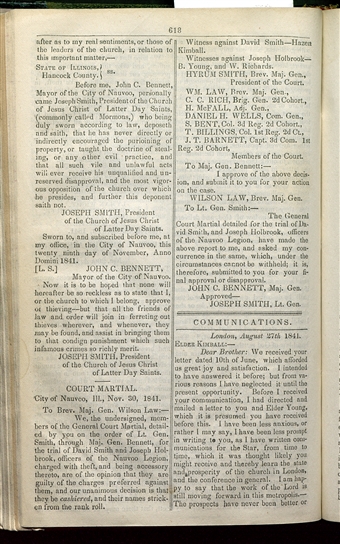 613
after as to my real sentiments, or those of
the leaders of the church, in relation to
this important matter,—
STATE OF ILLINOIS, }
Hancock County, } ss.
Before me, John C. Bennett,
Mayor of the City of Nauvoo, personally
came Joseph Smith, President of the Church
of Jesus Christ of Latter Day Saints,
(commonly called Mormons,) who being
duly sworn according to law, deposeth
and saith, that he has never directly or
indirectly encouraged the purloining of
property, or taught the doctrine of steal-
ing, or any other evil practice, and
that all such vile and unlawful acts
will ever receive his unqualified and un-
reserved disapproval, and the most vigor-
ous opposition of the church over which
he presides, and further this deponent
saith not.
JOSEPH SMITH, President
of the Church of Jesus Christ
of Latter Day Saints.
Sworn to, and subscribed before me, at
my office, in the City of Nauvoo, this
twenty ninth day of November, Anno
Domini 1841.
[L. S.] JOHN C. BENNETT,
Mayor of the City of Nauvoo.
Now it is to be hoped that none will
hereafter be so reckless as to state that I,
or the church to which I belong, approve
of thieving—but that all the friends of
law and order will join in ferreting out
thieves wherever, and whenever, they
may be found, and assist in bringing them
to that condign punishment which such
infamous crimes so richly merit.
JOSEPH SMITH, President
of the Church of Jesus Christ
of Latter Day Saints.
COURT MARTIAL.
City of Nauvoo, Ill., Nov. 30, 1841.
To Brev. Maj. Gen. Wilson Law;—
We, the undersigned, mem-
bers of the General Court Martial, detail-
ed by you on the order of Lt. Gen.
Smith, through Maj. Gen. Bennett, for
the trial of David Smith and Joseph Hol-
brook, officers of the Nauvoo Legion,
charged with theft, and being accessory
thereto, are of the opinion that they are
guilty of the charges preferred against
them, and our unanimous decision is that
they be cashiered, and their names strick-
en from the rank roll.
Witness against David Smith—Hazen
Kimball.
Witnesses against Joseph Holbrook—
B. Young, and W. Richards.
HYRUM SMITH, Brev. Maj. Gen.,
President of the Court.
WM. LAW, Brev. Maj. Gen.,
C. C. RICH, Brig. Gen. 2d Cohort.,
H. McFALL, Adj. Gen.,
DANIEL H. WELLS, Com. Gen.,
S. BENT, Col. 3d Reg. 2d Cohort,
T. BILLINGS, Col. 1st Reg. 2d Ct.,
J. T. BARNETT, Capt. 3d Com. 1st
Reg. 2d Cohort,
Members of the Court.
To Maj. Gen. Bennett:—
I approve of the above deci-
sion, and submit it to you for your action
on the case.
WILSON LAW, Brev. Maj. Gen.
To Lt. Gen. Smith:—
The General
Court Martial detailed for the trial of Da-
vid Smith, and Joseph Holbrook, officers
of the Nauvoo Legion, have made the
above report to me, and asked my con-
currence in the same, which, under the
circumstances cannot be withheld; it is,
therefore, submitted to you for your fi-
nal approval or disapproval.
JOHN C. BENNETT, Maj. Gen.
Approved—
JOSEPH SMITH, Lt. Gen.
COMMUNICATIONS.
London, August 27th 1841.
ELDER KIMBALL:—
Dear Brother: We received your
letter dated 10th of June, which afforded
us great joy and satisfaction. I intended
to have answered it before; but from va-
rious reasons I have neglected it until the
present opportunity. Before I received
your communication, I had directed and
mailed a letter to you and Elder Young,
which it is presumed you have received
before this. I have been less anxious, or
rather I may say, I have been less prompt
in writing to you, as I have written com-
munications for the Star, from time to
time, which it was thought likely you
might receive and thereby learn the state
and prosperity of the church in London,
and the conference in general. I am hap-
py to say that the work of the Lord is
still moving forward in this metropolis.—
The prospects have never been better or